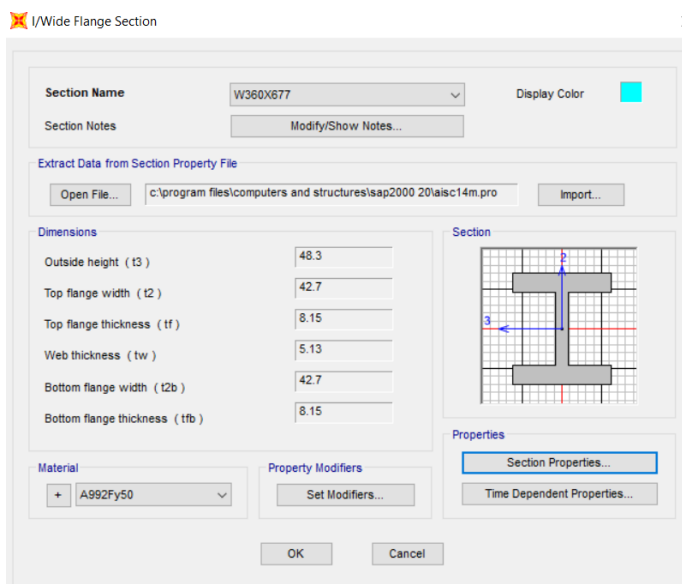 I/Wide Flange Section
Section Name W360X677 Display Color
Section Notes Modify/Show Notes...
Extract Data from Section Property File
Open File... c:\program files\computers and structures\sap2000 20\aisc14m.pro Import...
Dimensions
Outside height ( t3 ) 48.3
Top flange width ( t2 ) 42.7
Top flange thickness ( tf ) 8.15
Web thickness ( tw ) 5.13
Bottom flange width ( t2b ) 42.7
Bottom flange thickness ( tfb ) 8.15
Section
2
3
Properties
Section Properties...
Time Dependent Properties...
Material
+ A992Fy50
Property Modifiers
Set Modifiers...
OK Cancel